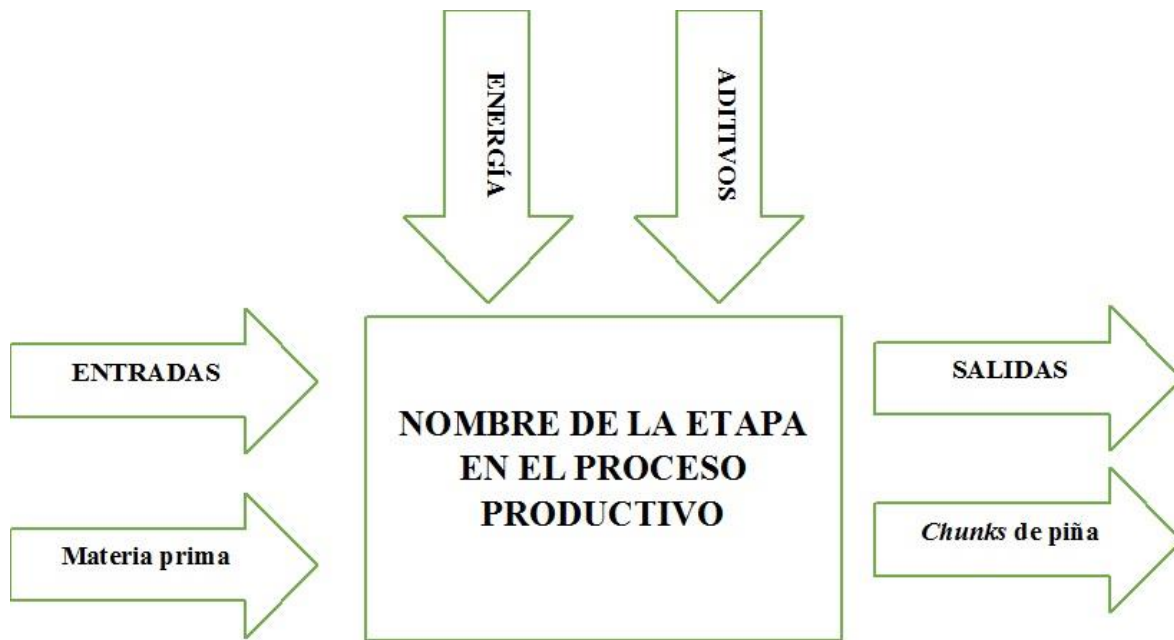 ENERGÍA
ADITIVOS
ENTRADAS
NOMBRE DE LA ETAPA
EN EL PROCESO
PRODUCTIVO
SALIDAS
Materia prima
Chunks de piña